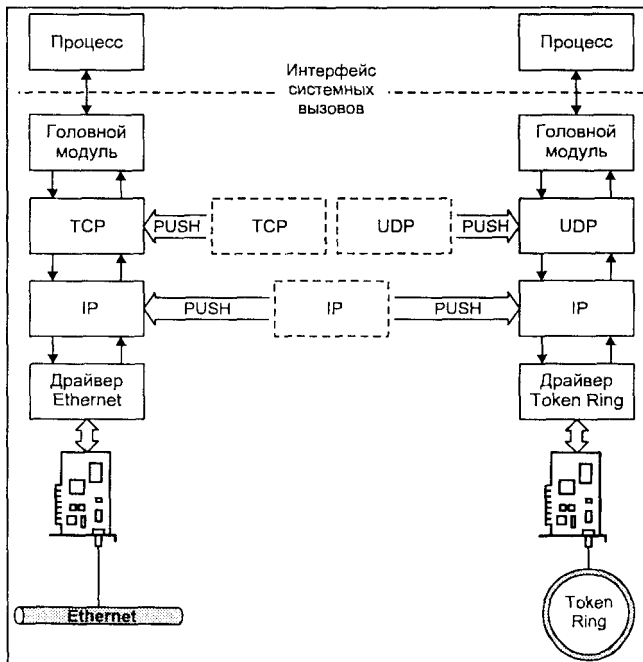 Процесс
Процесс
Интерфейс
системных
вызовов
Головной
модуль
Головной
модуль
TCP
PUSH
TCP
UDP
PUSH
UDP
IP
PUSH
IP
PUSH
IP
Драйвер
Ethernet
Драйвер
Token Ring
Ethernet
Token
Ring